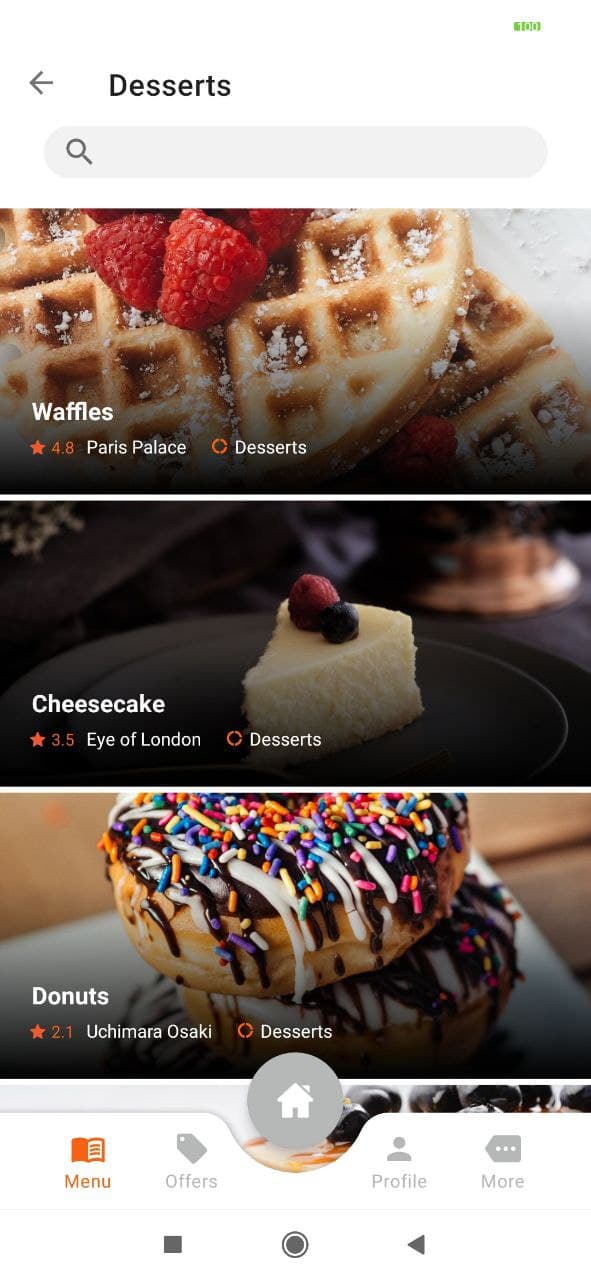 100
Desserts
Waffles
4.8 Paris Palace Desserts
Cheesecake
3.5 Eye of London Desserts
Donuts
2.1 Uchimara Osaki Desserts
Menu Offers Profile More